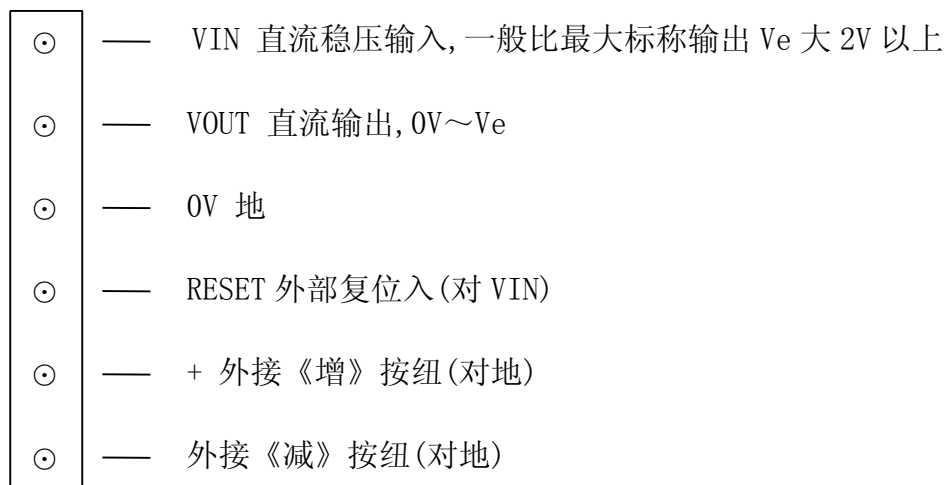 VIN 直流稳压输入,一般比最大标称输出 Ve 大 2V 以上
VOUT 直流输出,0V～Ve
0V 地
RESET 外部复位入(对 VIN)
+ 外接《增》按纽(对地)
外接《减》按纽(对地)